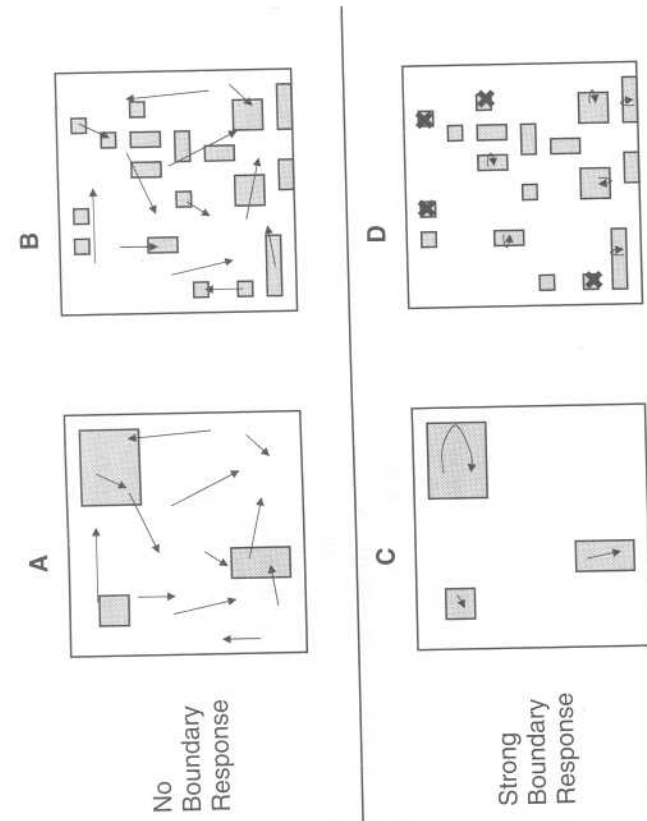 A
B
No
Boundary
Response
C
D
Strong
Boundary
Response